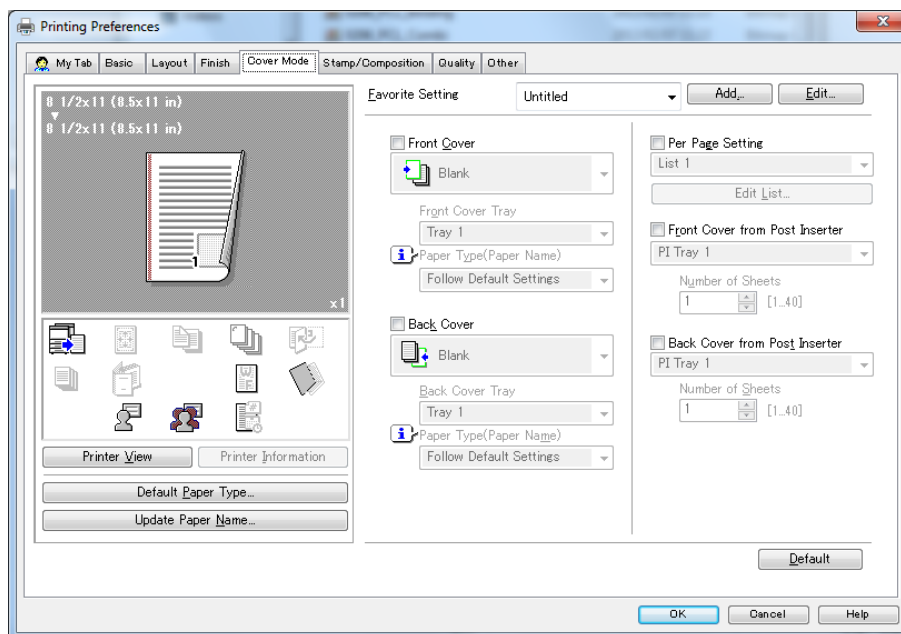 Printing Preferences
My Tab Basic Layout Finish Cover Mode Stamp/Composition Quality Other
8 1/2x11 (8.5x11 in)
8 1/2x11 (8.5x11 in)
1
x1
Printer View Printer Information
Default Paper Type...
Update Paper Name...
Favorite Setting Untitled Add... Edit...
Front Cover
Blank
Front Cover Tray
Tray 1
Paper Type(Paper Name)
Follow Default Settings
Back Cover
Blank
Back Cover Tray
Tray 1
Paper Type(Paper Name)
Follow Default Settings
Per Page Setting
List 1
Edit List...
Front Cover from Post Inserter
PI Tray 1
Number of Sheets
1 [1..40]
Back Cover from Post Inserter
PI Tray 1
Number of Sheets
1 [1..40]
Default
OK Cancel Help